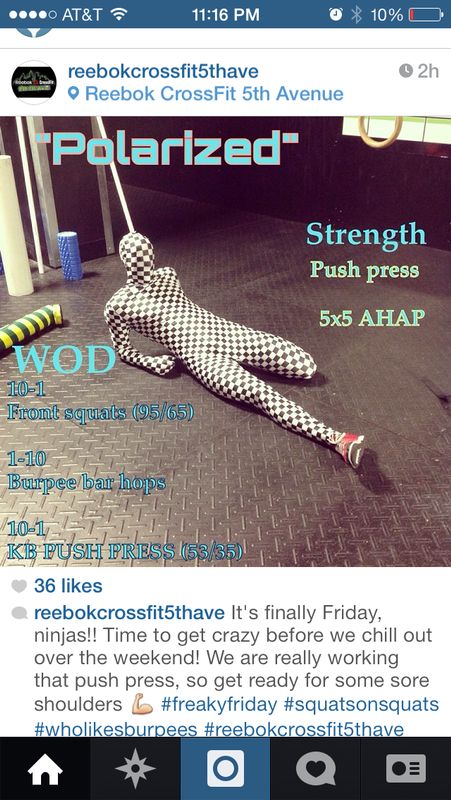 AT&T 11:16 PM 10%
reebokcrossfit5thave 2h
Reebok CrossFit 5th Avenue
"Polarized"
Strength
Push press
5x5 AHAP
WOD
10-1
Front squats (95/65)
1-10
Burpee bar hops
10-1
KB PUSH PRESS (53/35)
36 likes
reebokcrossfit5thave It's finally Friday,
ninjas!! Time to get crazy before we chill out
over the weekend! We are really working
that push press, so get ready for some sore
shoulders 💪 #freakyfriday #squatsonsquats
#wholikesburpees #reebokcrossfit5thave